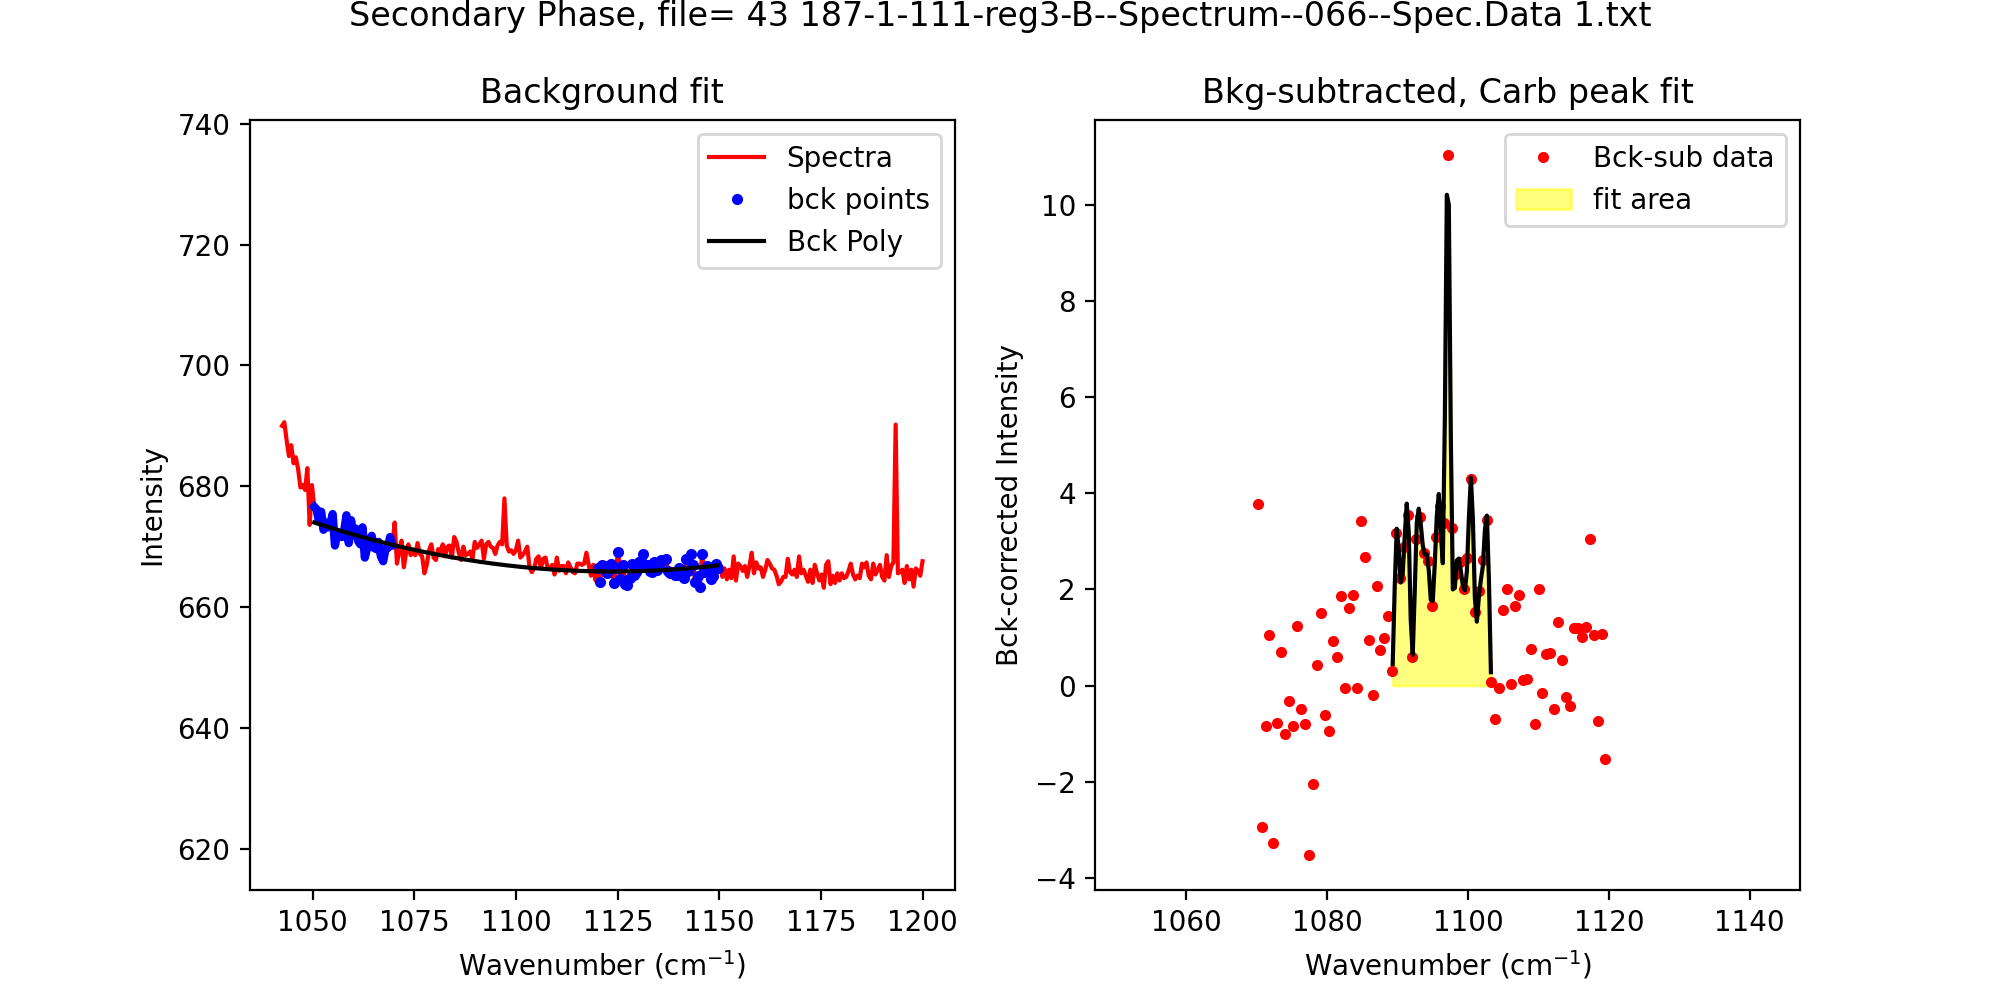 Secondary Phase, file= 43 187-1-111-reg3-B--Spectrum--066--Spec.Data 1.txt
Background fit
740
720
700
680
660
640
620
Intensity
1050 1075 1100 1125 1150 1175 1200
Wavenumber (cm⁻¹)
Spectra
bck points
Bck Poly
Bkg-subtracted, Carb peak fit
10
8
6
4
2
0
−2
−4
Bck-corrected Intensity
1060 1080 1100 1120 1140
Wavenumber (cm⁻¹)
Bck-sub data
fit area